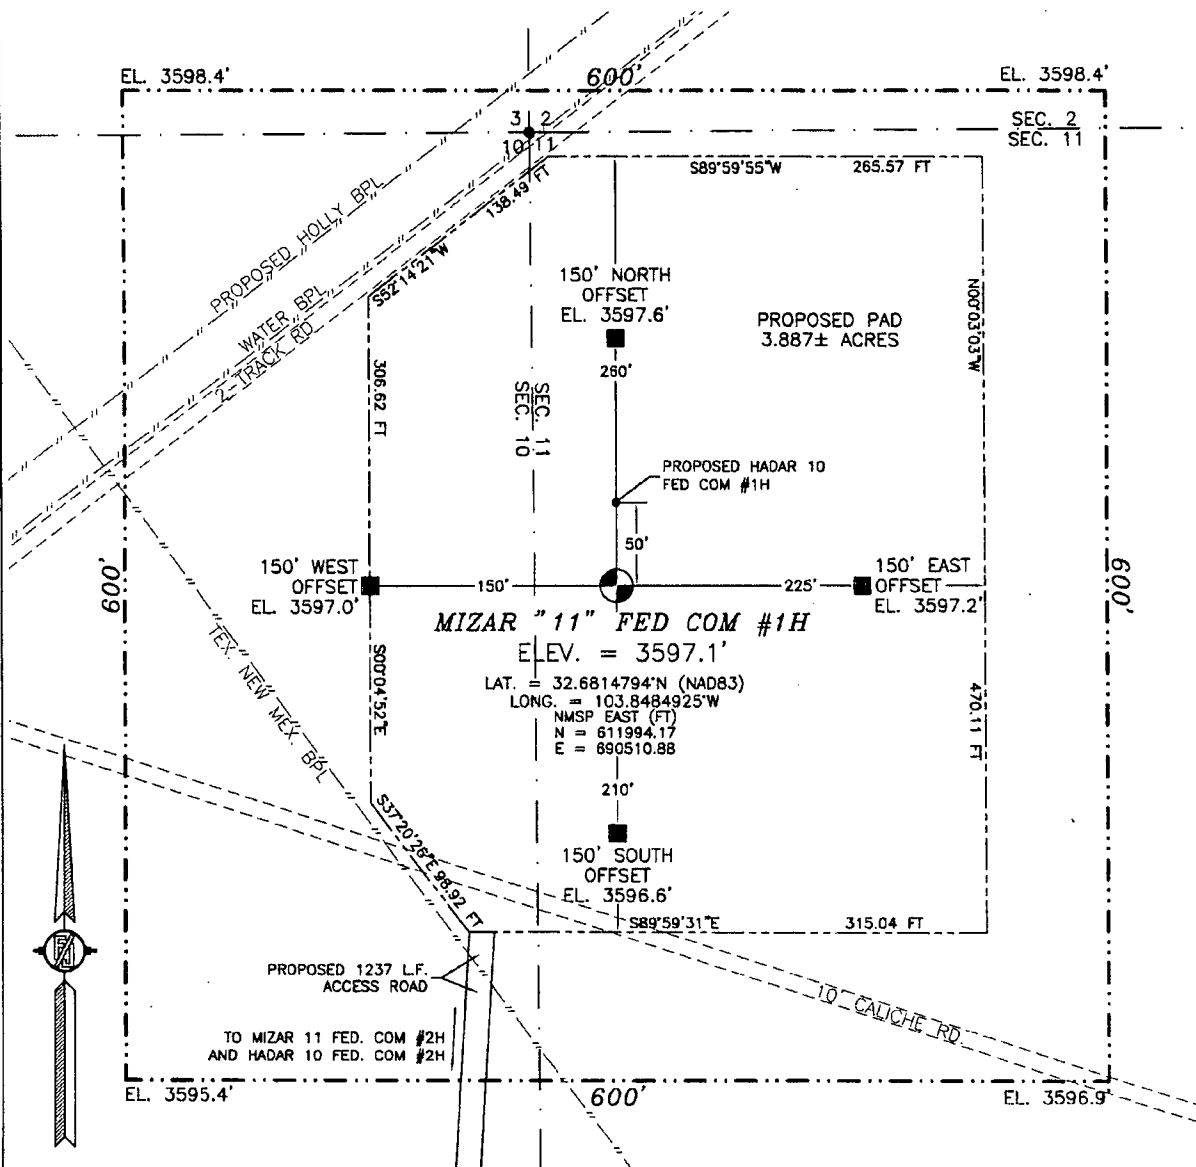 EL. 3598.4'
600'
EL. 3598.4'
3 2
10 11
SEC. 2
SEC. 11
S89°59'55"W 265.57 FT
138.49 FT
S52°14'21"W
PROPOSED HOLLY BPL
WATER BPL
2-TRACK RD
150' NORTH
OFFSET
EL. 3597.6'
PROPOSED PAD
3.887± ACRES
N00°03'03"W
260'
306.62 FT
SEC. 11
SEC. 10
PROPOSED HADAR 10
FED COM #1H
50'
150' WEST
OFFSET
EL. 3597.0'
150'
225'
150' EAST
OFFSET
EL. 3597.2'
600'
600'
MIZAR "11" FED COM #1H
ELEV. = 3597.1'
LAT. = 32.6814794°N (NAD83)
LONG. = 103.8484925°W
NMSP EAST (FT)
N = 611994.17
E = 690510.88
S00°04'52"E
TEX. NEW MEX. BPL
470.11 FT
210'
S37°20'26"E 98.92 FT
150' SOUTH
OFFSET
EL. 3596.6'
S89°59'31"E 315.04 FT
PROPOSED 1237 L.F.
ACCESS ROAD
10' CALICHE RD
TO MIZAR 11 FED. COM #2H
AND HADAR 10 FED. COM #2H
EL. 3595.4'
600'
EL. 3596.9'